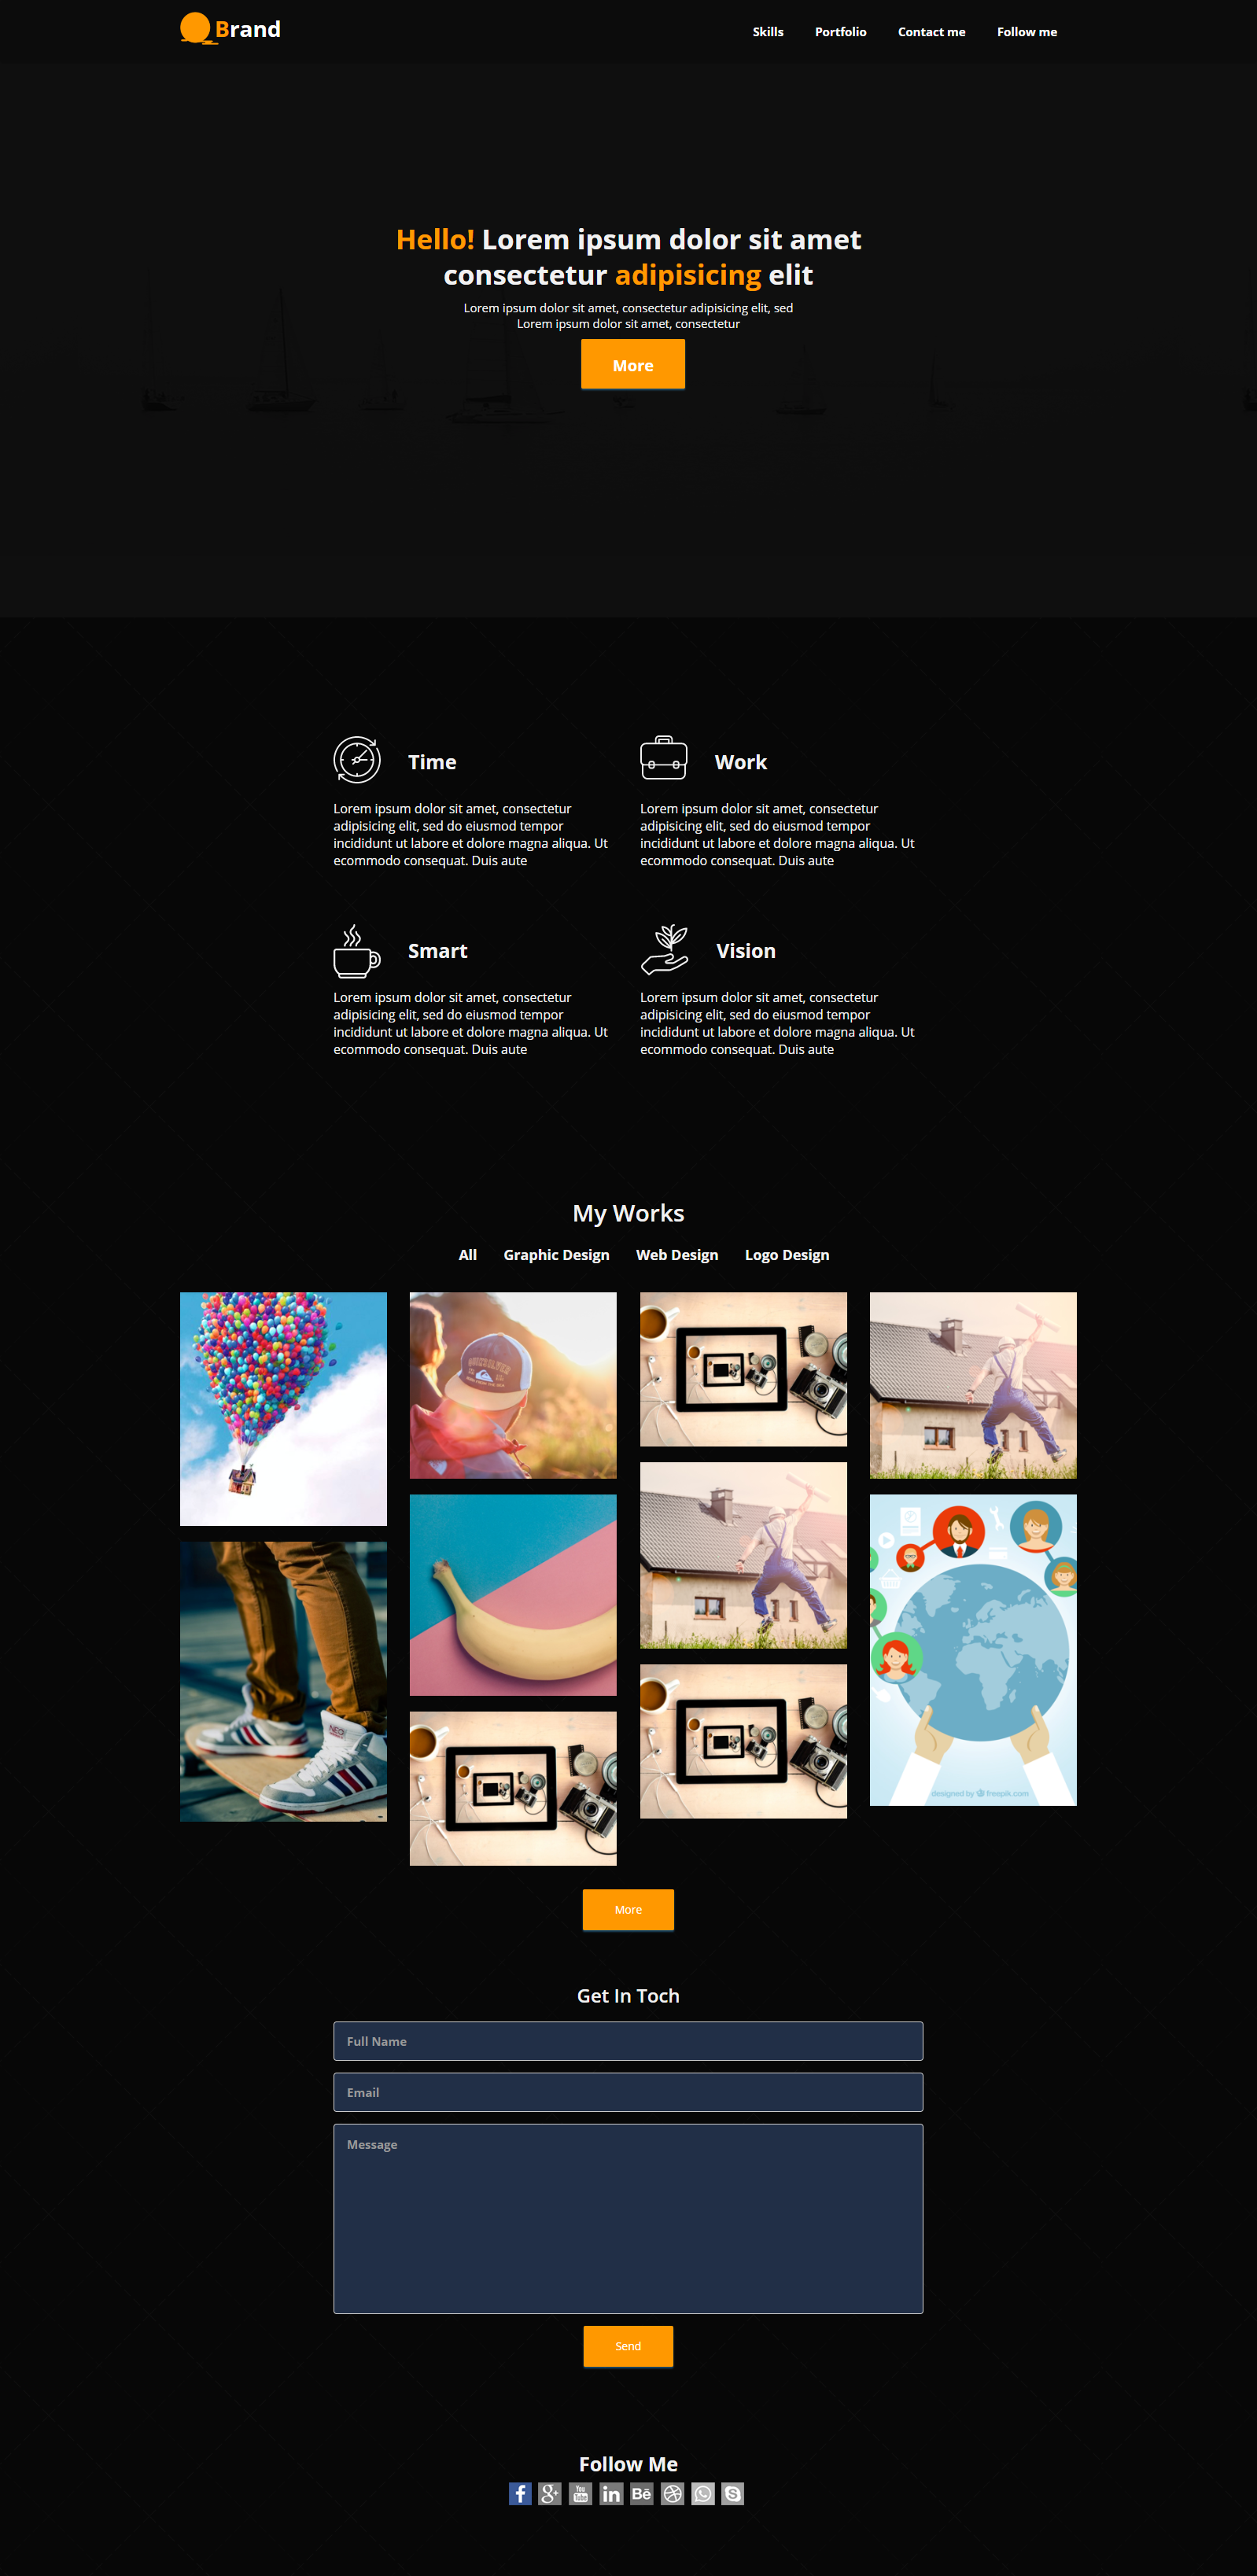 Brand
Skills
Portfolio
Contact me
Follow me
Hello! Lorem ipsum dolor sit amet
consectetur adipisicing elit
Lorem ipsum dolor sit amet, consectetur adipisicing elit, sed
Lorem ipsum dolor sit amet, consectetur
More
Time
Lorem ipsum dolor sit amet, consectetur
adipisicing elit, sed do eiusmod tempor
incididunt ut labore et dolore magna aliqua. Ut
ecommodo consequat. Duis aute
Work
Lorem ipsum dolor sit amet, consectetur
adipisicing elit, sed do eiusmod tempor
incididunt ut labore et dolore magna aliqua. Ut
ecommodo consequat. Duis aute
Smart
Lorem ipsum dolor sit amet, consectetur
adipisicing elit, sed do eiusmod tempor
incididunt ut labore et dolore magna aliqua. Ut
ecommodo consequat. Duis aute
Vision
Lorem ipsum dolor sit amet, consectetur
adipisicing elit, sed do eiusmod tempor
incididunt ut labore et dolore magna aliqua. Ut
ecommodo consequat. Duis aute
My Works
All
Graphic Design
Web Design
Logo Design
QUIKSILVER
NEO
designed by freepik.com
More
Get In Toch
Full Name
Email
Message
Send
Follow Me
f
g+
You
Tube
in
Bē
S